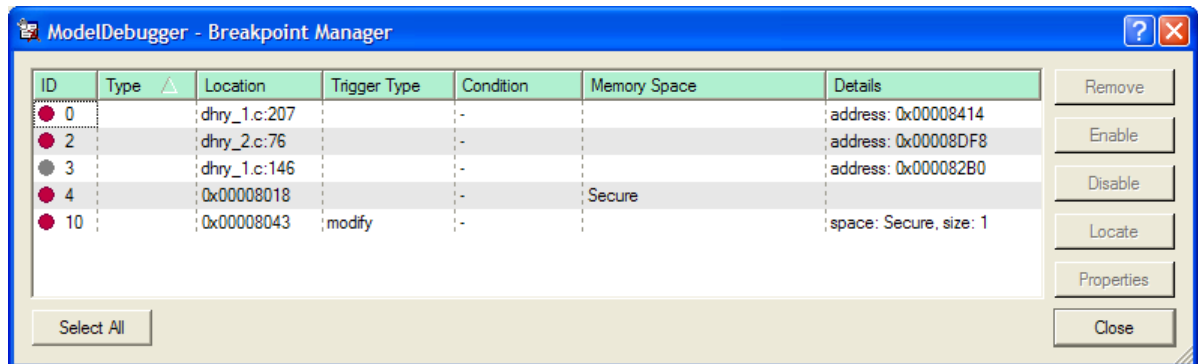 ModelDebugger - Breakpoint Manager
ID Type Location Trigger Type Condition Memory Space Details
0 dhry_1.c:207 - address: 0x00008414
2 dhry_2.c:76 - address: 0x00008DF8
3 dhry_1.c:146 - address: 0x000082B0
4 0x00008018 - Secure
10 0x00008043 modify - space: Secure, size: 1
Remove
Enable
Disable
Locate
Properties
Select All
Close